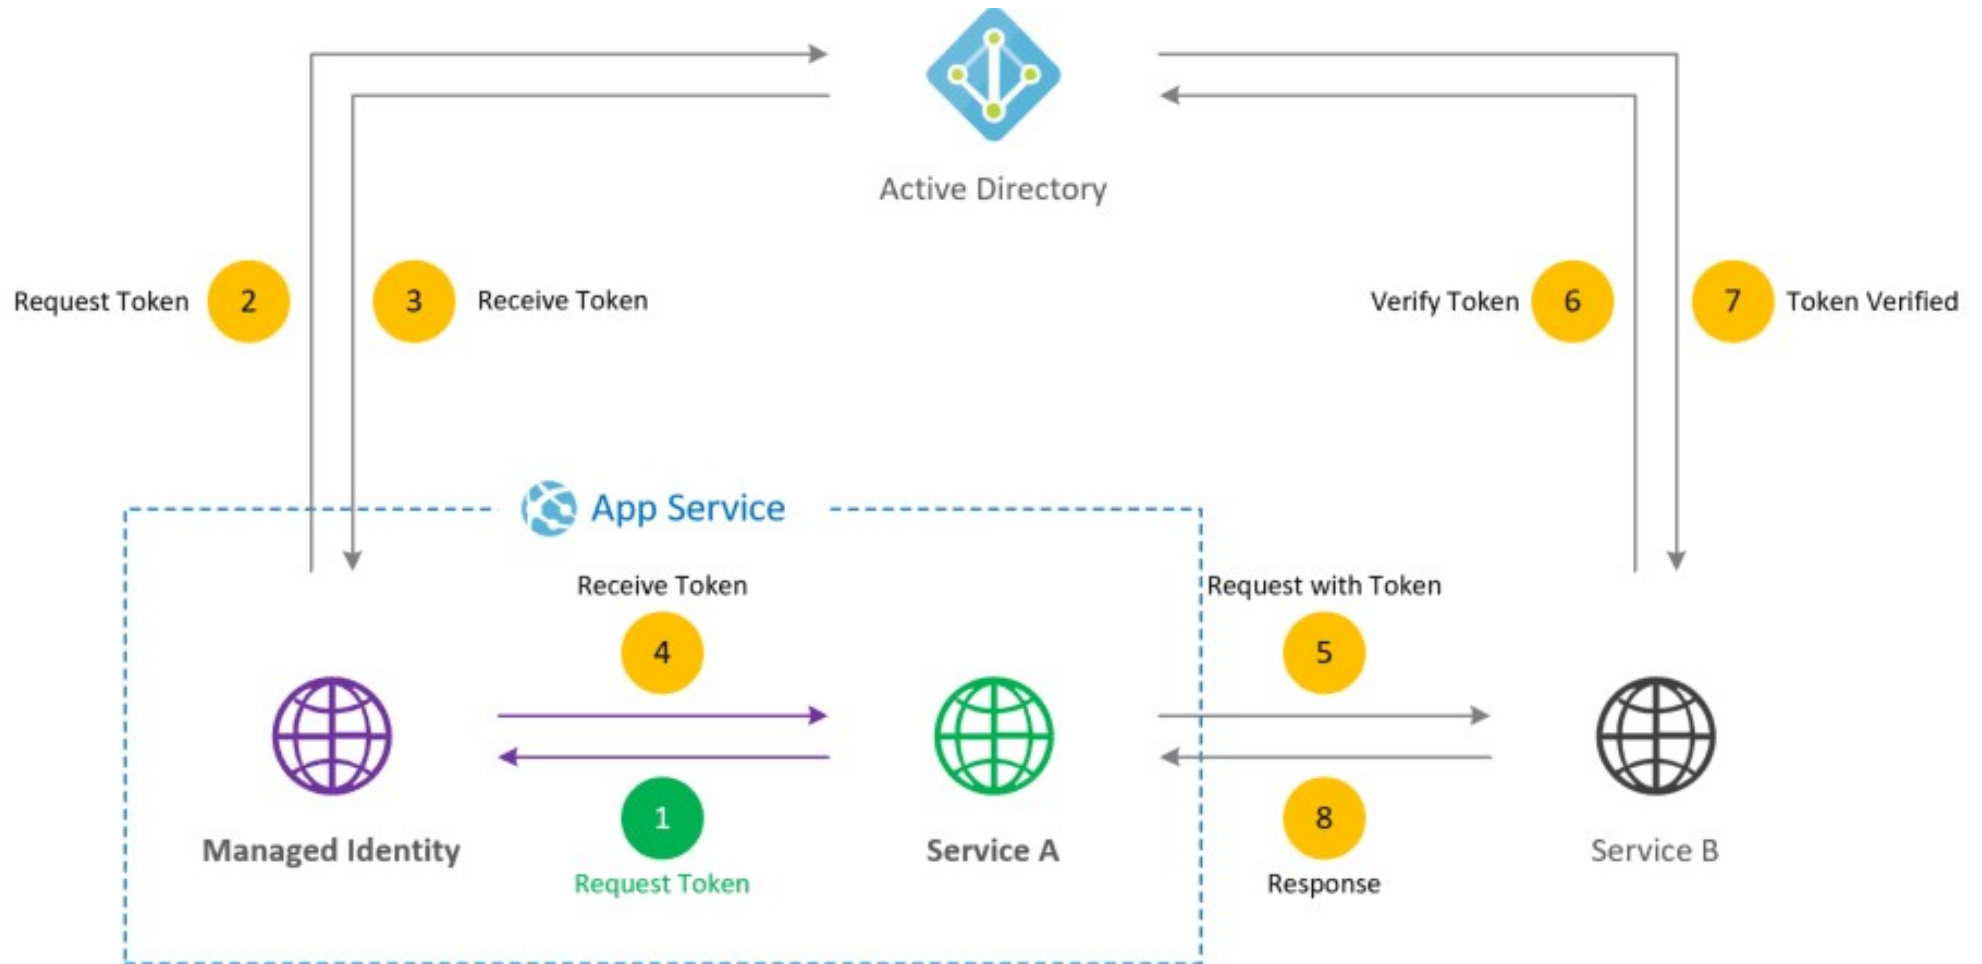 Active Directory
Request Token 2
3 Receive Token
Verify Token 6
7 Token Verified
App Service
Receive Token
4
Request with Token
5
1
Request Token
8
Response
Managed Identity
Service A
Service B